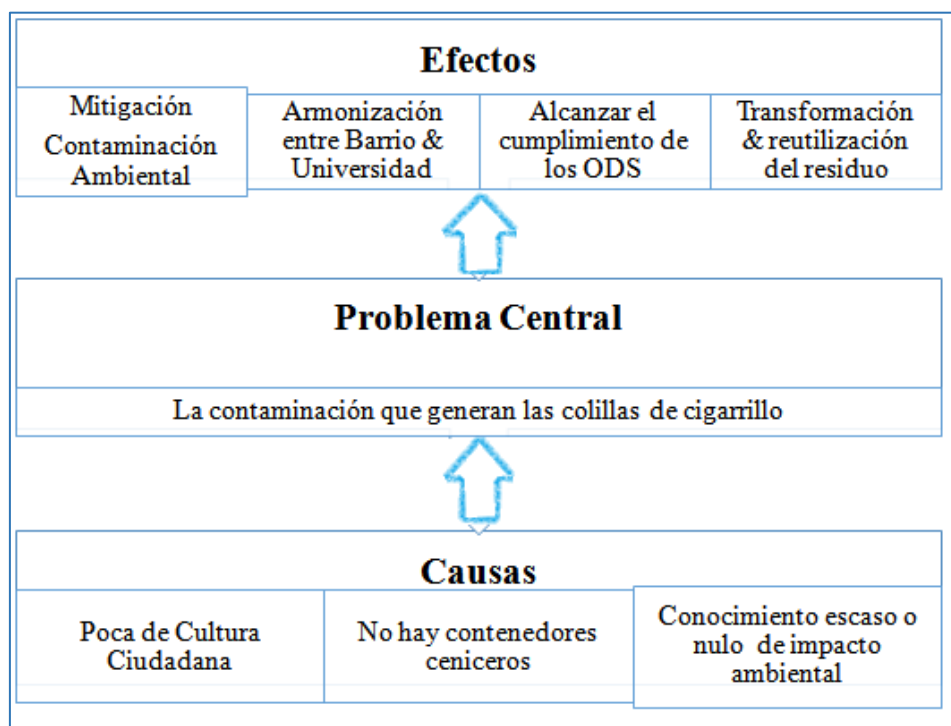 Efectos
Mitigación
Contaminación
Ambiental
Armonización
entre Barrio &
Universidad
Alcanzar el
cumplimiento de
los ODS
Transformación
& reutilización
del residuo
Problema Central
La contaminación que generan las colillas de cigarrillo
Causas
Poca de Cultura
Ciudadana
No hay contenedores
ceniceros
Conocimiento escaso o
nulo de impacto
ambiental